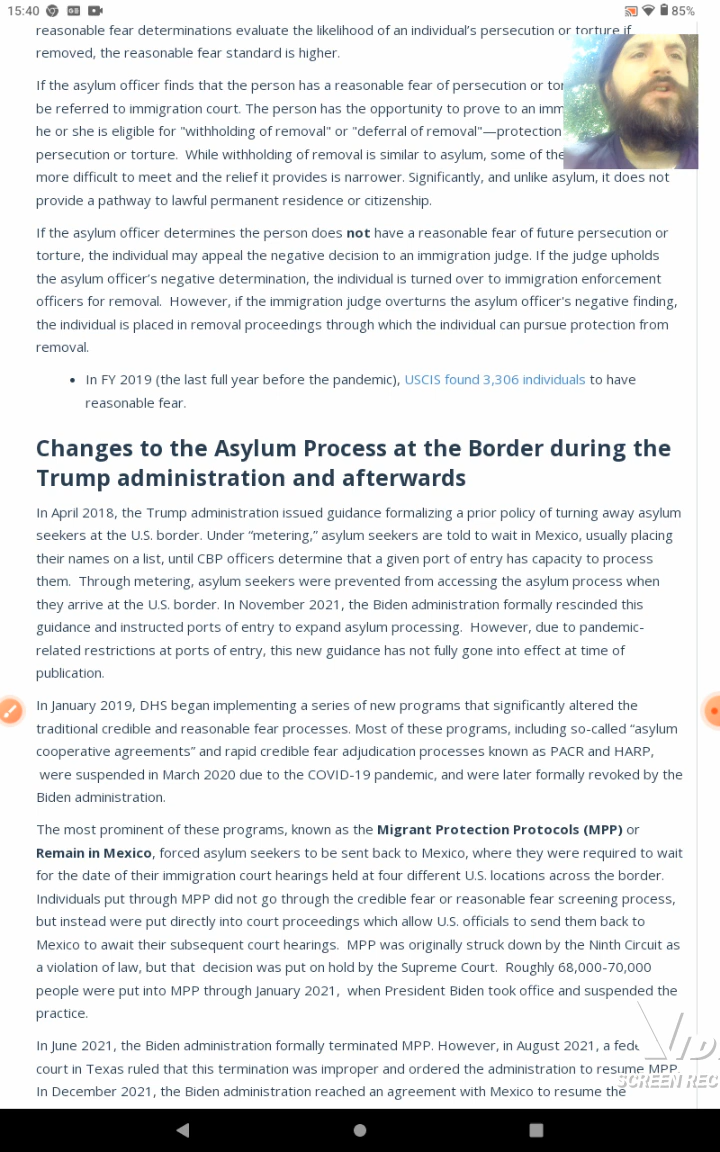 15:40
85%
reasonable fear determinations evaluate the likelihood of an individual's persecution or torture if
removed, the reasonable fear standard is higher.
If the asylum officer finds that the person has a reasonable fear of persecution or
be referred to immigration court. The person has the opportunity to prove to an
he or she is eligible for "withholding of removal" or "deferral of removal"—protection
persecution or torture. While withholding of removal is similar to asylum, some of
more difficult to meet and the relief it provides is narrower. Significantly, and unlike asylum, it does not
provide a pathway to lawful permanent residence or citizenship.
If the asylum officer determines the person does not have a reasonable fear of future persecution or
torture, the individual may appeal the negative decision to an immigration judge. If the judge upholds
the asylum officer's negative determination, the individual is turned over to immigration enforcement
officers for removal. However, if the immigration judge overturns the asylum officer's negative finding,
the individual is placed in removal proceedings through which the individual can pursue protection from
removal.
• In FY 2019 (the last full year before the pandemic), USCIS found 3,306 individuals to have
reasonable fear.
Changes to the Asylum Process at the Border during the
Trump administration and afterwards
In April 2018, the Trump administration issued guidance formalizing a prior policy of turning away asylum
seekers at the U.S. border. Under “metering,” asylum seekers are told to wait in Mexico, usually placing
their names on a list, until CBP officers determine that a given port of entry has capacity to process
them. Through metering, asylum seekers were prevented from accessing the asylum process when
they arrive at the U.S. border. In November 2021, the Biden administration formally rescinded this
guidance and instructed ports of entry to expand asylum processing. However, due to pandemic-
related restrictions at ports of entry, this new guidance has not fully gone into effect at time of
publication.
In January 2019, DHS began implementing a series of new programs that significantly altered the
traditional credible and reasonable fear processes. Most of these programs, including so-called “asylum
cooperative agreements” and rapid credible fear adjudication processes known as PACR and HARP,
were suspended in March 2020 due to the COVID-19 pandemic, and were later formally revoked by the
Biden administration.
The most prominent of these programs, known as the Migrant Protection Protocols (MPP) or
Remain in Mexico, forced asylum seekers to be sent back to Mexico, where they were required to wait
for the date of their immigration court hearings held at four different U.S. locations across the border.
Individuals put through MPP did not go through the credible fear or reasonable fear screening process,
but instead were put directly into court proceedings which allow U.S. officials to send them back to
Mexico to await their subsequent court hearings. MPP was originally struck down by the Ninth Circuit as
a violation of law, but that decision was put on hold by the Supreme Court. Roughly 68,000-70,000
people were put into MPP through January 2021, when President Biden took office and suspended the
practice.
In June 2021, the Biden administration formally terminated MPP. However, in August 2021, a
court in Texas ruled that this termination was improper and ordered the administration to resume MPP.
In December 2021, the Biden administration reached an agreement with Mexico to resume the
SCREEN REC